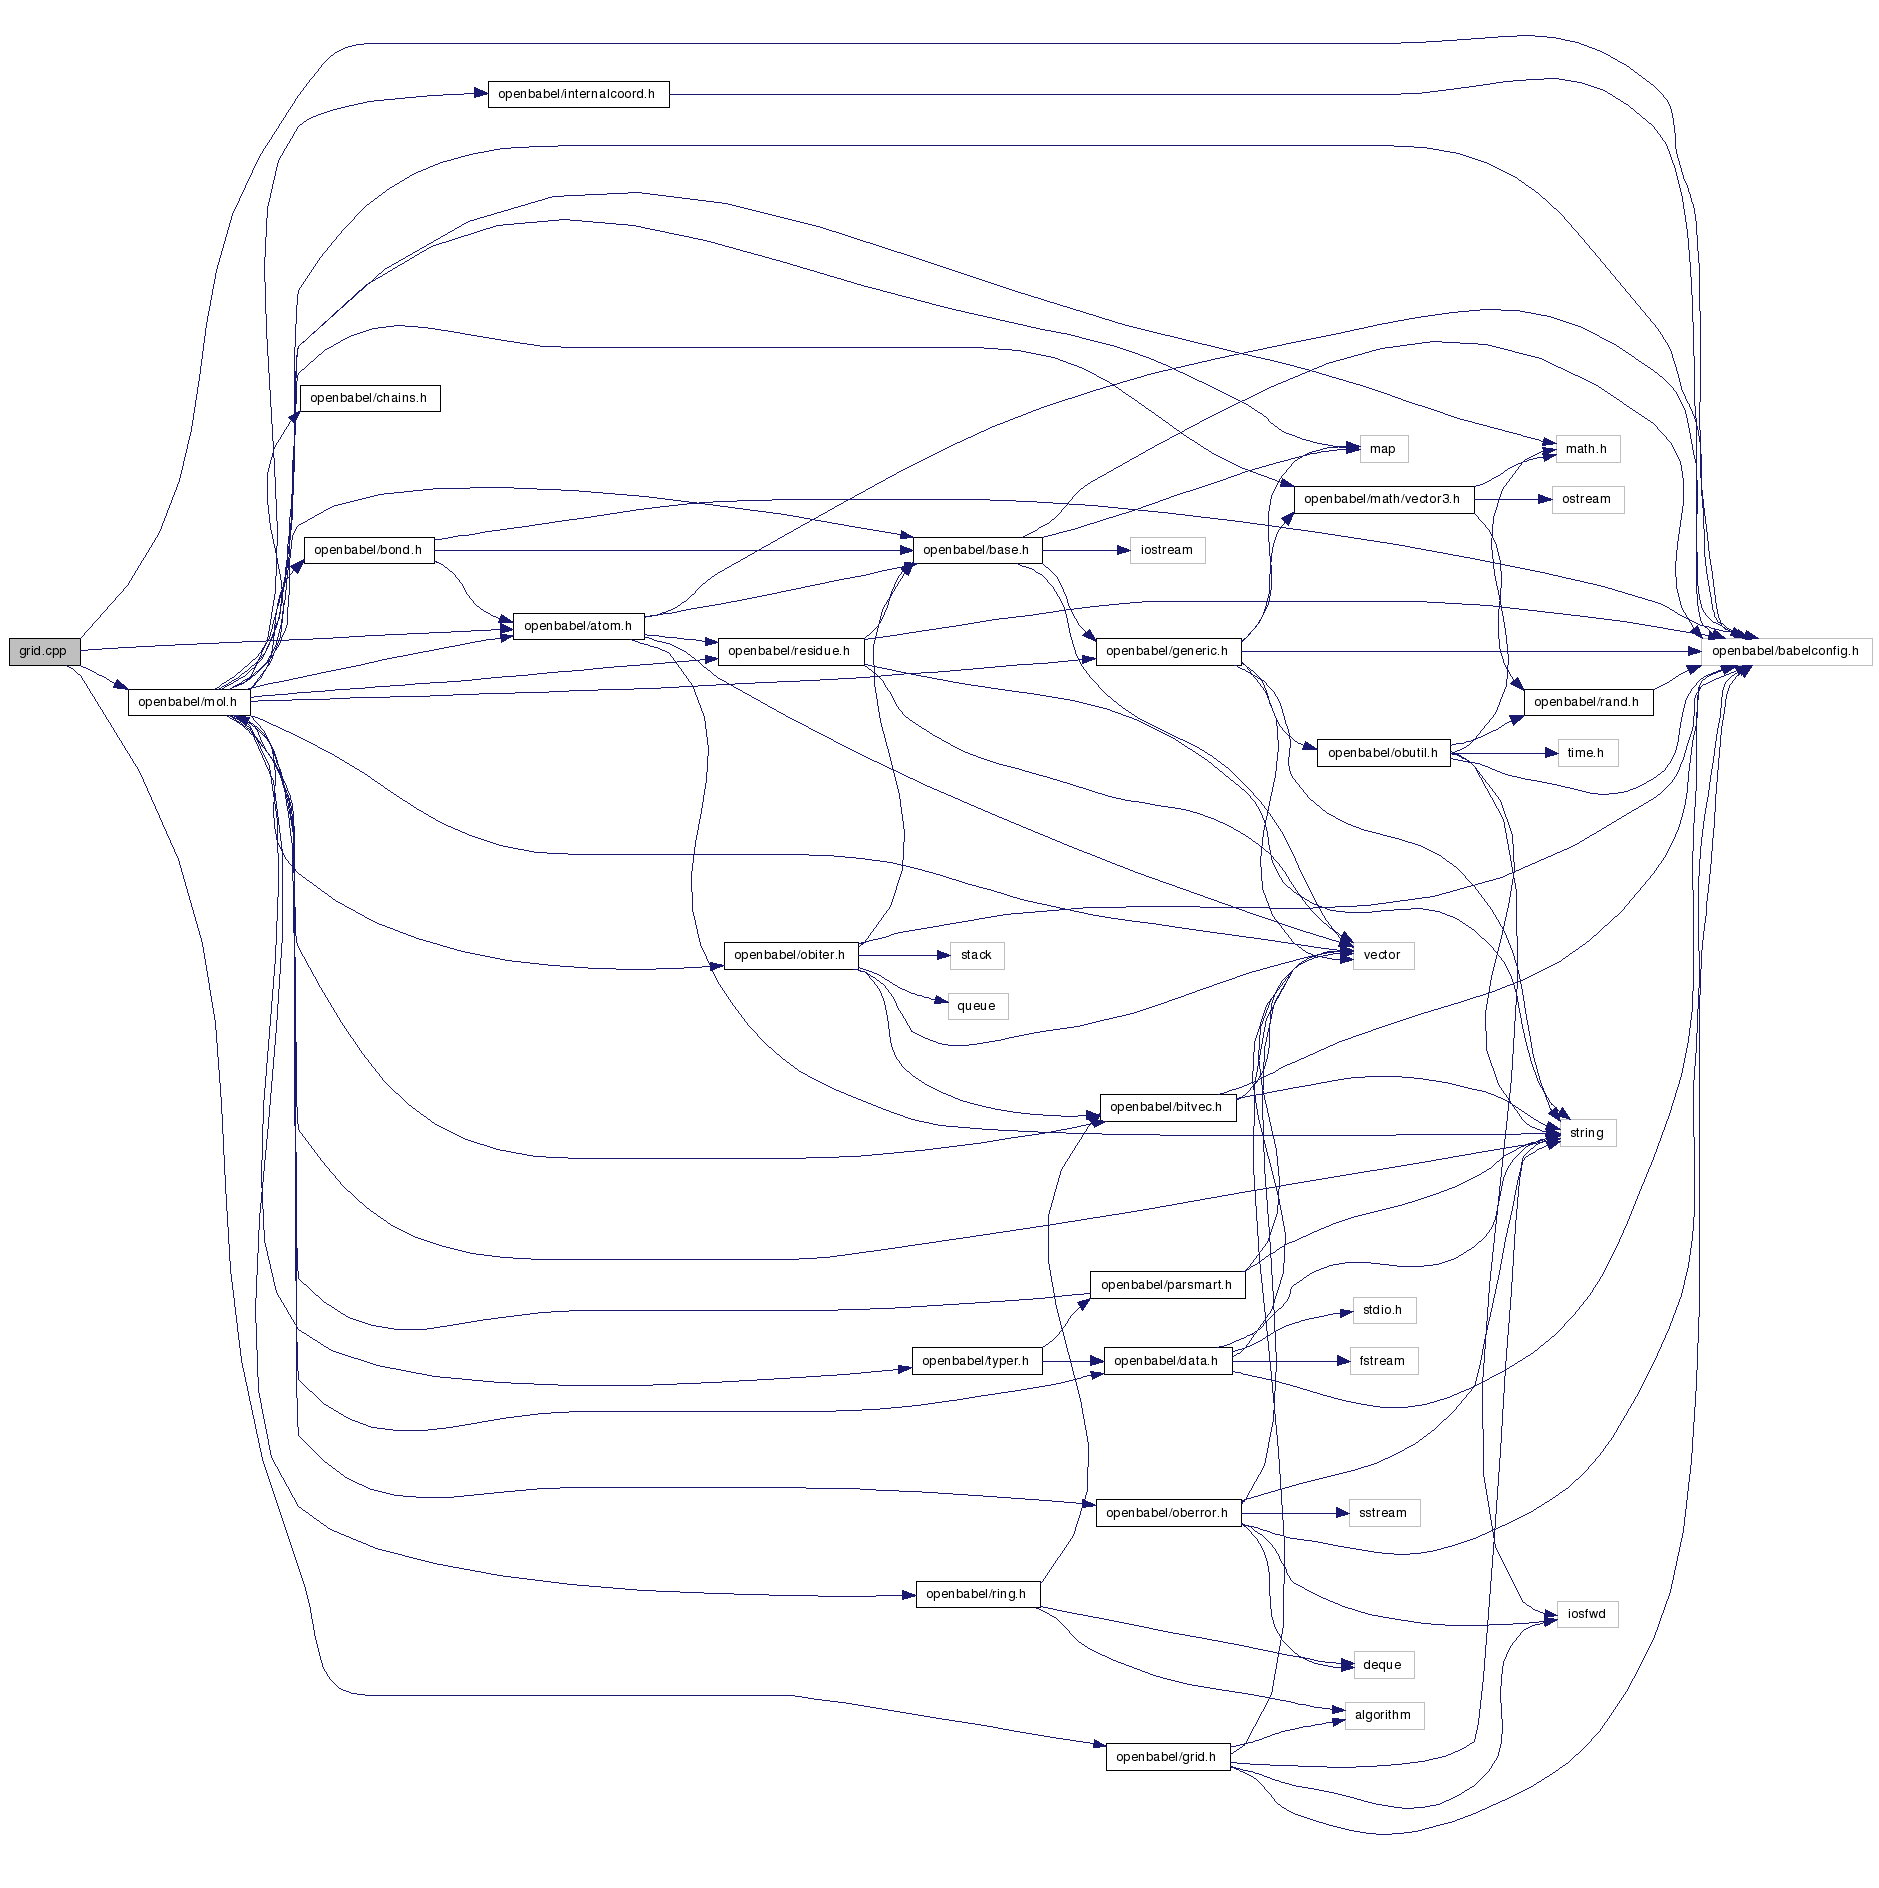 openbabel/internalcoord.h
openbabel/chains.h
map
math.h
openbabel/math/vector3.h
ostream
openbabel/bond.h
openbabel/base.h
iostream
openbabel/atom.h
grid.cpp
openbabel/residue.h
openbabel/generic.h
openbabel/babelconfig.h
openbabel/mol.h
openbabel/rand.h
openbabel/obutil.h
time.h
openbabel/obiter.h
stack
vector
queue
openbabel/bitvec.h
string
openbabel/parsmart.h
stdio.h
openbabel/typer.h
openbabel/data.h
fstream
openbabel/oberror.h
sstream
openbabel/ring.h
iosfwd
deque
algorithm
openbabel/grid.h